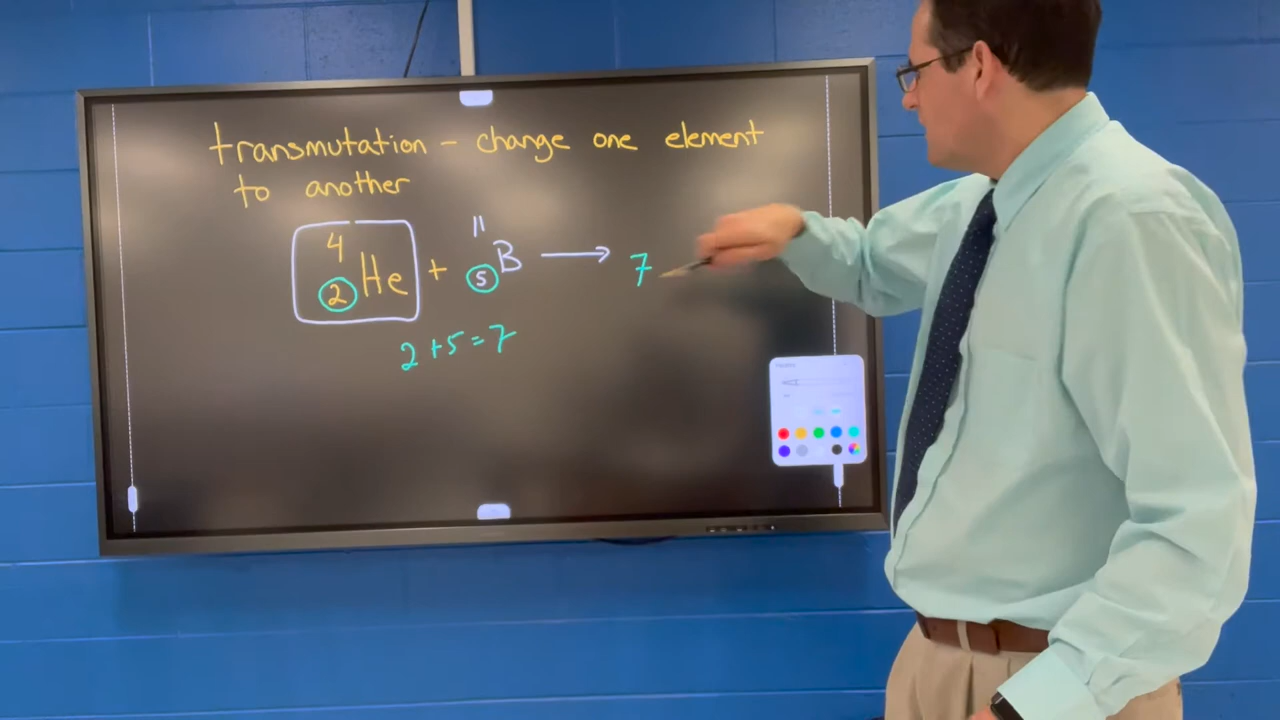 transmutation - change one element
to another
4 11
2 He + 5 B → 7
2 + 5 = 7